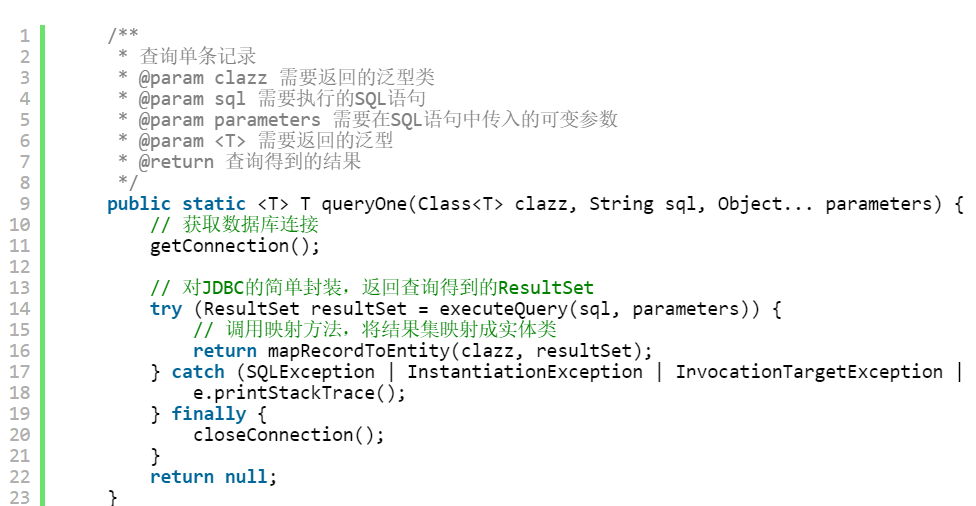 1 /**
2  * 查询单条记录
3  * @param clazz 需要返回的泛型类
4  * @param sql 需要执行的SQL语句
5  * @param parameters 需要在SQL语句中传入的可变参数
6  * @param <T> 需要返回的泛型
7  * @return 查询得到的结果
8  */
9 public static <T> T queryOne(Class<T> clazz, String sql, Object... parameters) {
10     // 获取数据库连接
11     getConnection();
12
13     // 对JDBC的简单封装，返回查询得到的ResultSet
14     try (ResultSet resultSet = executeQuery(sql, parameters)) {
15         // 调用映射方法，将结果集映射成实体类
16         return mapRecordToEntity(clazz, resultSet);
17     } catch (SQLException | InstantiationException | InvocationTargetException |
18         e.printStackTrace();
19     } finally {
20         closeConnection();
21     }
22     return null;
23 }